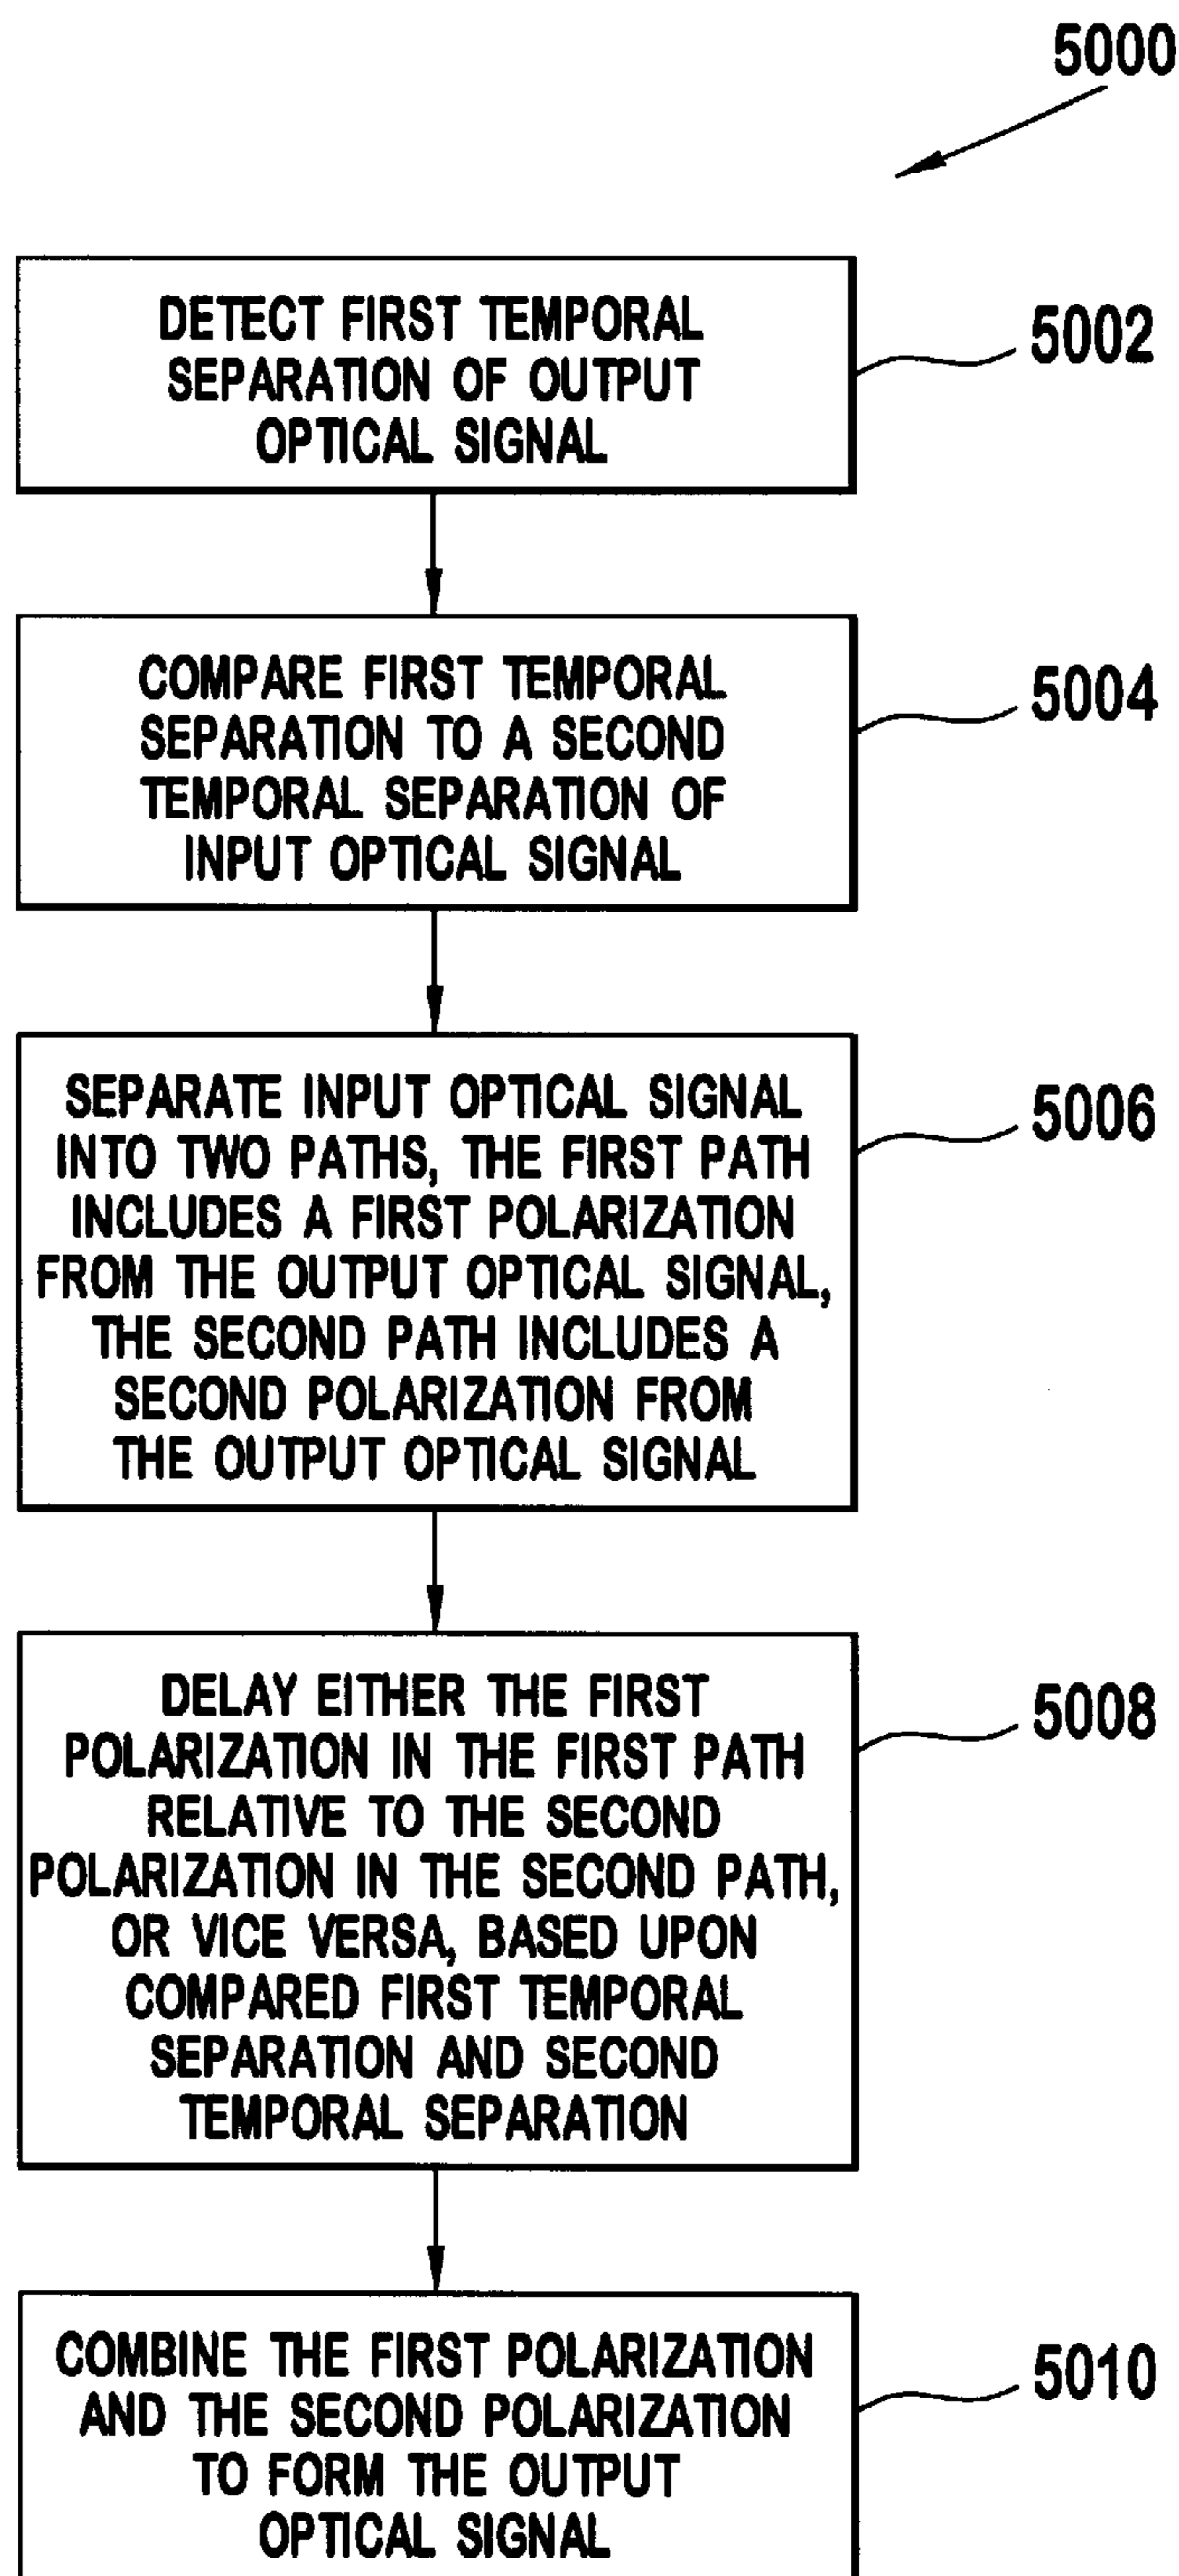 5000
DETECT FIRST TEMPORAL
SEPARATION OF OUTPUT
OPTICAL SIGNAL
5002
COMPARE FIRST TEMPORAL
SEPARATION TO A SECOND
TEMPORAL SEPARATION OF
INPUT OPTICAL SIGNAL
5004
SEPARATE INPUT OPTICAL SIGNAL
INTO TWO PATHS, THE FIRST PATH
INCLUDES A FIRST POLARIZATION
FROM THE OUTPUT OPTICAL SIGNAL,
THE SECOND PATH INCLUDES A
SECOND POLARIZATION FROM
THE OUTPUT OPTICAL SIGNAL
5006
DELAY EITHER THE FIRST
POLARIZATION IN THE FIRST PATH
RELATIVE TO THE SECOND
POLARIZATION IN THE SECOND PATH,
OR VICE VERSA, BASED UPON
COMPARED FIRST TEMPORAL
SEPARATION AND SECOND
TEMPORAL SEPARATION
5008
COMBINE THE FIRST POLARIZATION
AND THE SECOND POLARIZATION
TO FORM THE OUTPUT
OPTICAL SIGNAL
5010